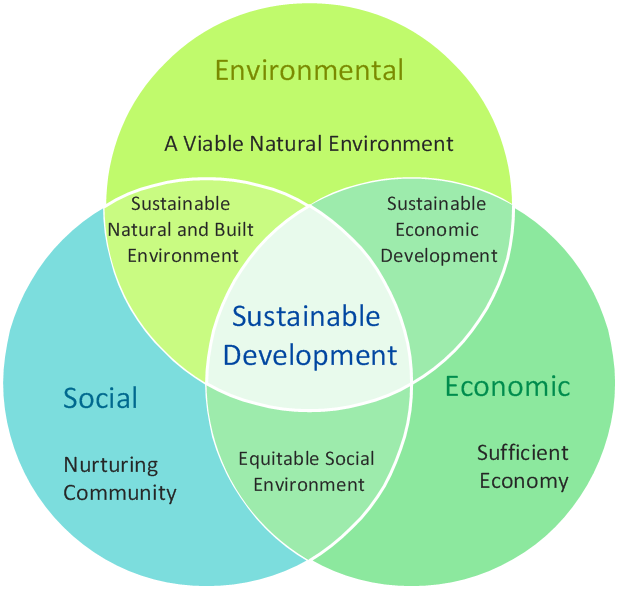 Environmental
A Viable Natural Environment
Sustainable
Natural and Built
Environment
Sustainable
Economic
Development
Sustainable
Development
Social
Nurturing
Community
Economic
Sufficient
Economy
Equitable Social
Environment